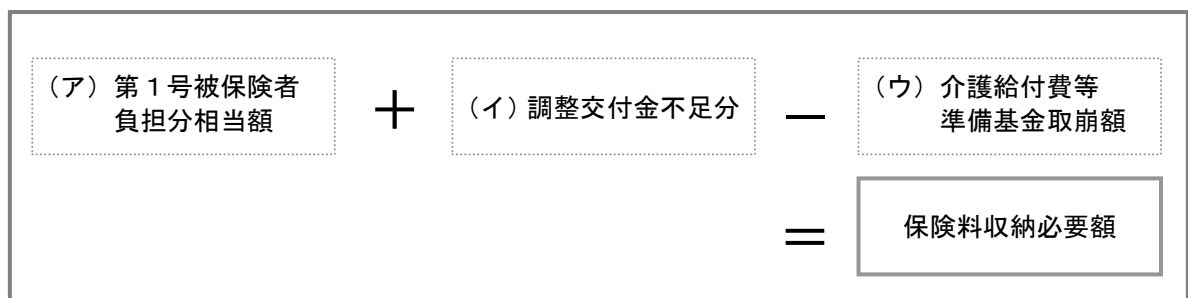 （ア）第１号被保険者
負担分相当額
＋
（イ）調整交付金不足分
－
（ウ）介護給付費等
準備基金取崩額
＝
保険料収納必要額